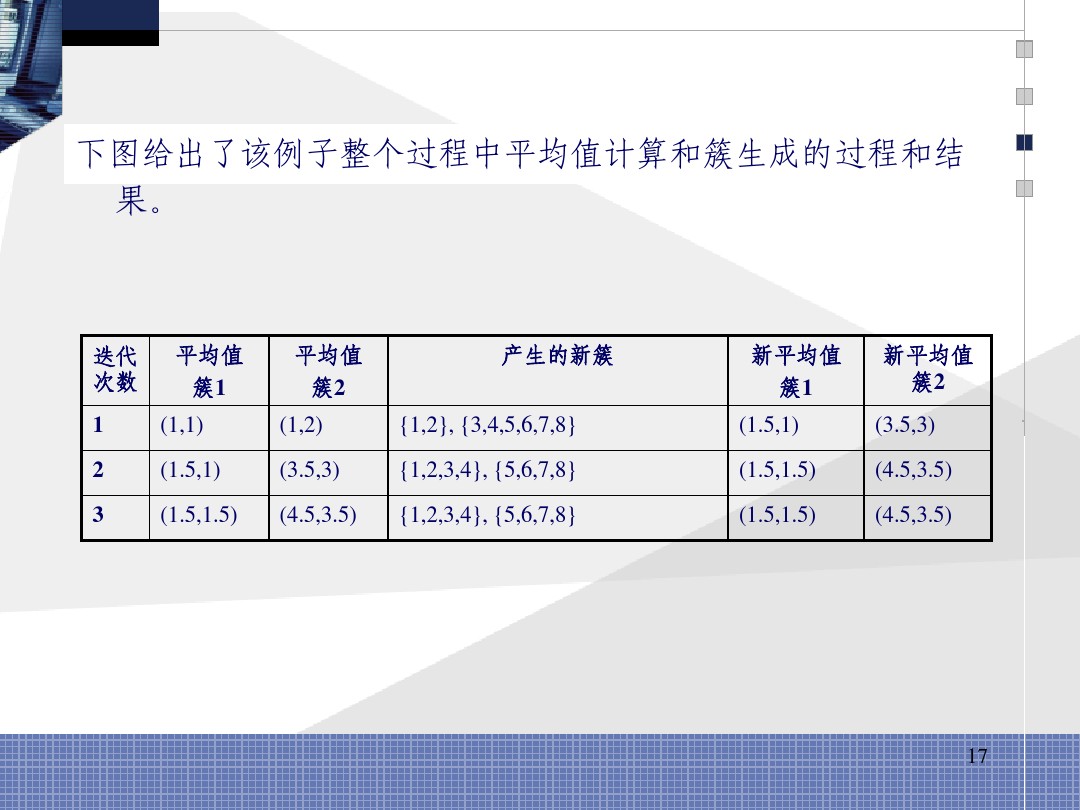 下图给出了该例子整个过程中平均值计算和簇生成的过程和结
果。
迭代次数 平均值簇1 平均值簇2 产生的新簇 新平均值簇1 新平均值簇2
1 (1,1) (1,2) {1,2}, {3,4,5,6,7,8} (1.5,1) (3.5,3)
2 (1.5,1) (3.5,3) {1,2,3,4}, {5,6,7,8} (1.5,1.5) (4.5,3.5)
3 (1.5,1.5) (4.5,3.5) {1,2,3,4}, {5,6,7,8} (1.5,1.5) (4.5,3.5)
17